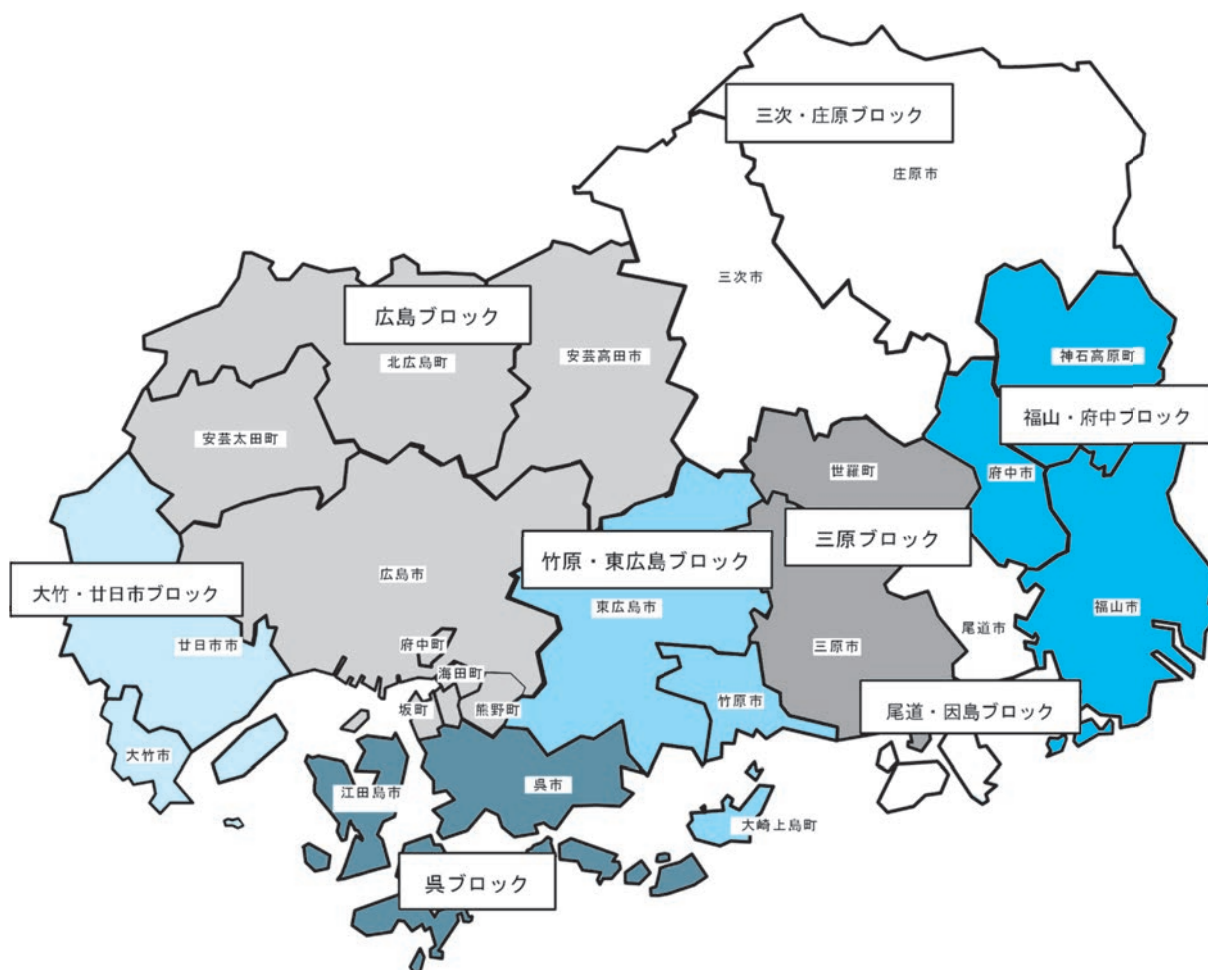 三次・庄原ブロック
庄原市
三次市
広島ブロック
北広島町
安芸高田市
神石高原町
福山・府中ブロック
安芸太田町
世羅町
府中市
三原ブロック
竹原・東広島ブロック
大竹・廿日市ブロック
広島市
東広島市
福山市
尾道市
廿日市市
府中町
三原市
海田町
竹原市
坂町
熊野町
尾道・因島ブロック
大竹市
江田島市
呉市
大崎上島町
呉ブロック